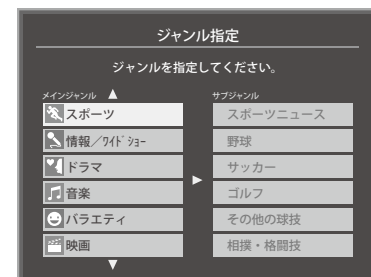 ジャンル指定
ジャンルを指定してください。
メインジャンル
サブジャンル
スポーツ
スポーツニュース
情報／ﾜｲﾄﾞｼｮｰ
野球
ドラマ
サッカー
音楽
ゴルフ
バラエティ
その他の球技
映画
相撲・格闘技